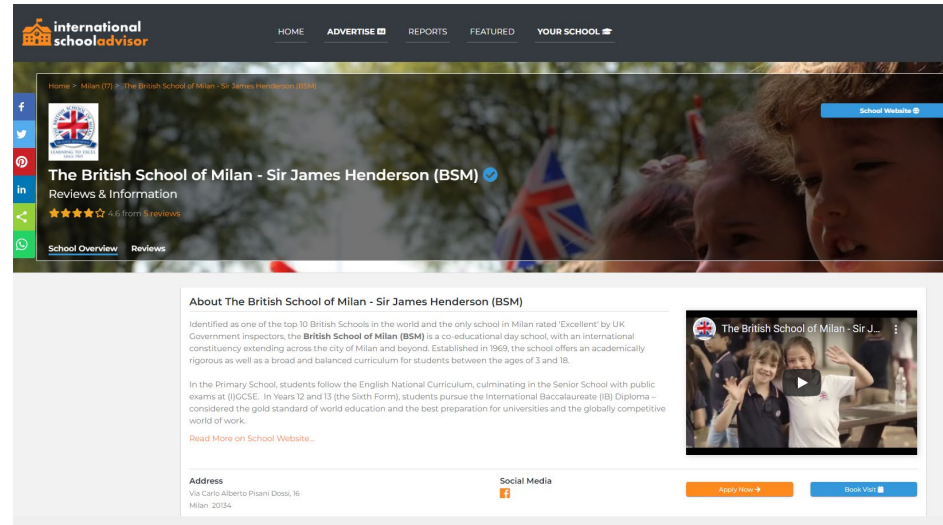 international
schooladvisor
HOME
ADVERTISE
REPORTS
FEATURED
YOUR SCHOOL
Home > Milan (17) > The British School of Milan - Sir James Henderson (BSM)
School Website
LEARNING TO EXCEL
SINCE 1969
The British School of Milan - Sir James Henderson (BSM)
Reviews & Information
4.6 from 5 reviews
School Overview Reviews
About The British School of Milan - Sir James Henderson (BSM)
Identified as one of the top 10 British Schools in the world and the only school in Milan rated 'Excellent' by UK
Government inspectors, the British School of Milan (BSM) is a co-educational day school, with an international
constituency extending across the city of Milan and beyond. Established in 1969, the school offers an academically
rigorous as well as a broad and balanced curriculum for students between the ages of 3 and 18.
In the Primary School, students follow the English National Curriculum, culminating in the Senior School with public
exams at (I)GCSE. In Years 12 and 13 (the Sixth Form), students pursue the International Baccalaureate (IB) Diploma –
considered the gold standard of world education and the best preparation for universities and the globally competitive
world of work.
Read More on School Website...
The British School of Milan - Sir J...
Address
Via Carlo Alberto Pisani Dossi, 16
Milan 20134
Social Media
Apply Now
Book Visit